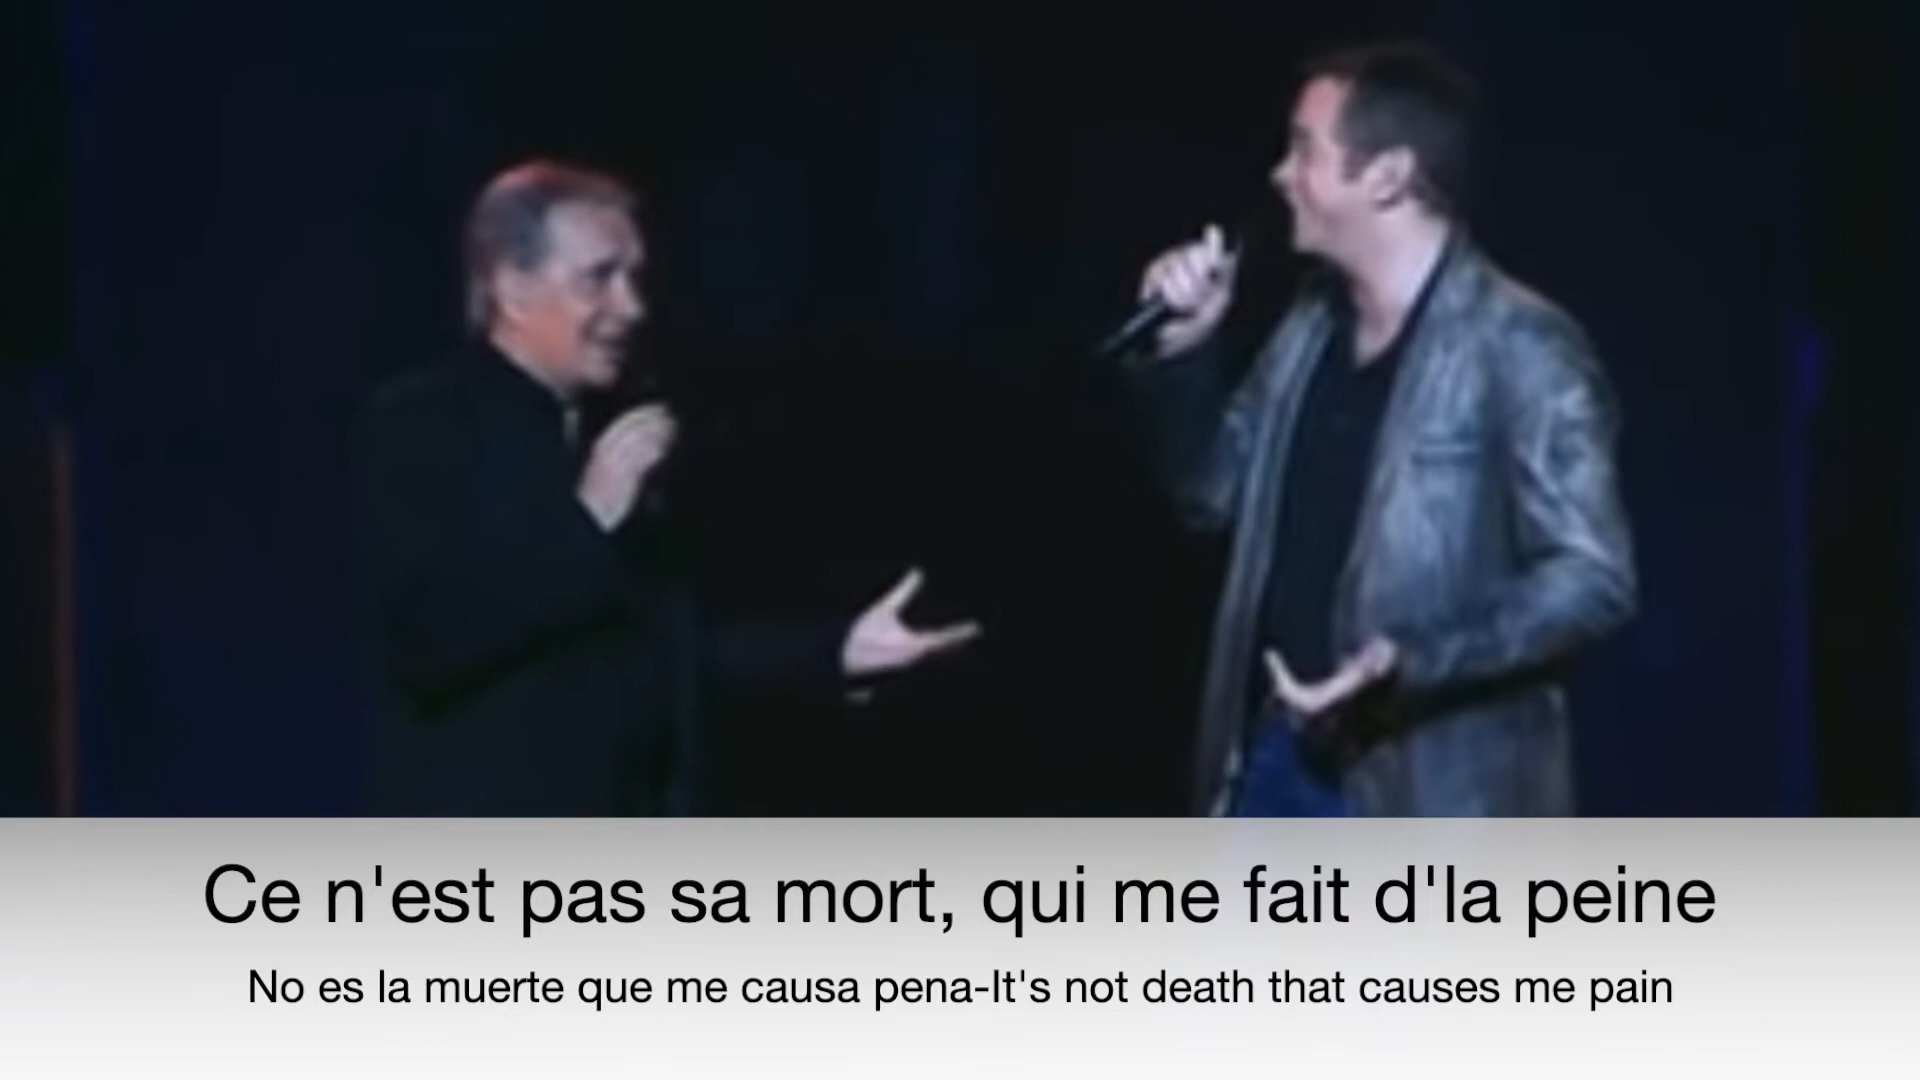 Ce n'est pas sa mort, qui me fait d'la peine
No es la muerte que me causa pena-It's not death that causes me pain